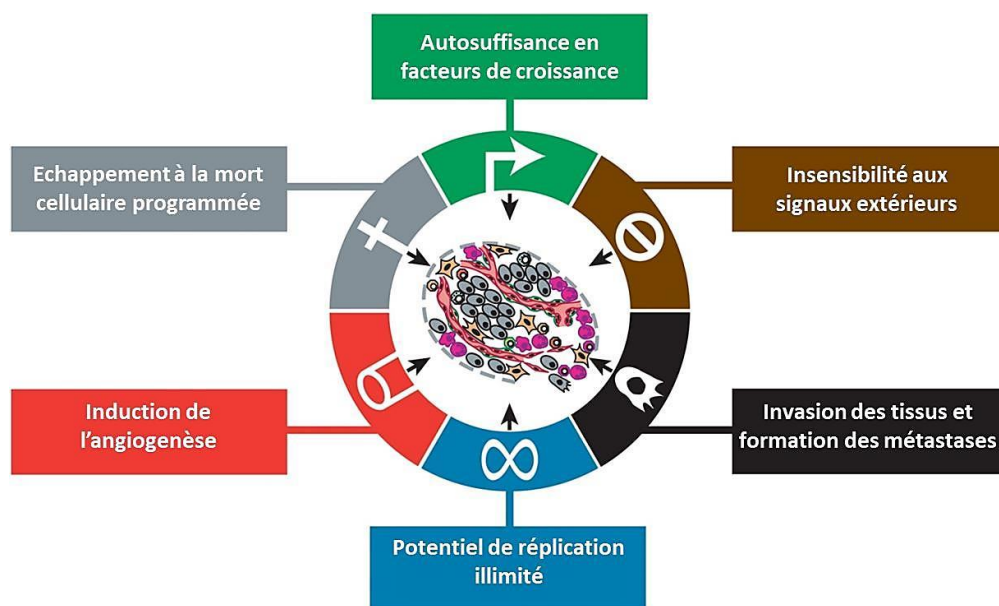 Autosuffisance en
facteurs de croissance
Echappement à la mort
cellulaire programmée
Insensibilité aux
signaux extérieurs
Induction de
l'angiogenèse
Invasion des tissus et
formation des métastases
Potentiel de réplication
illimité